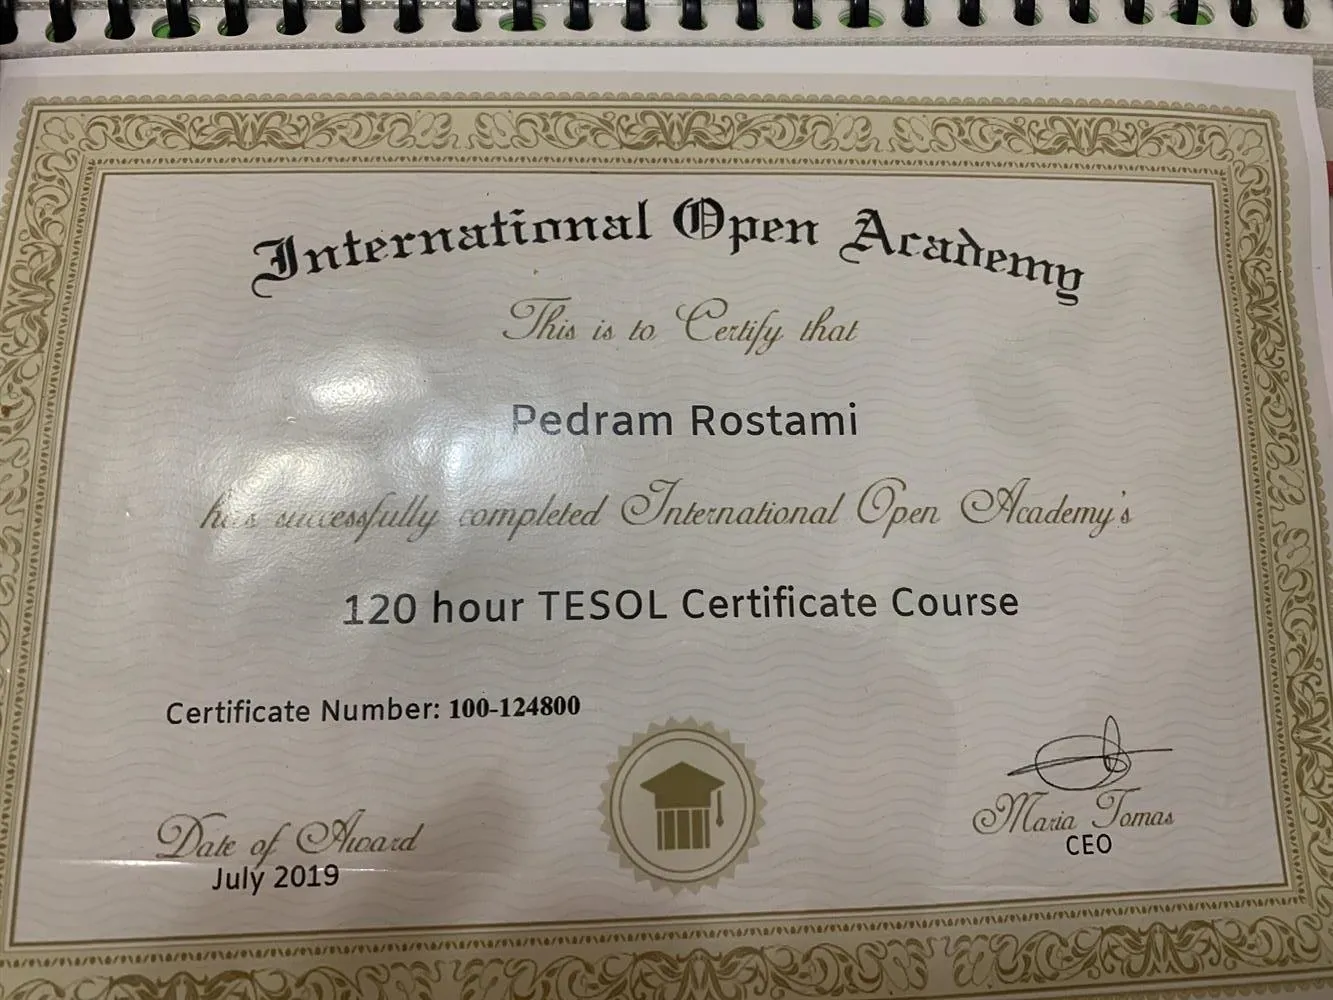 International Open Academy
This is to Certify that
Pedram Rostami
has successfully completed International Open Academy's
120 hour TESOL Certificate Course
Certificate Number: 100-124800
Date of Award
July 2019
Maria Tomas
CEO